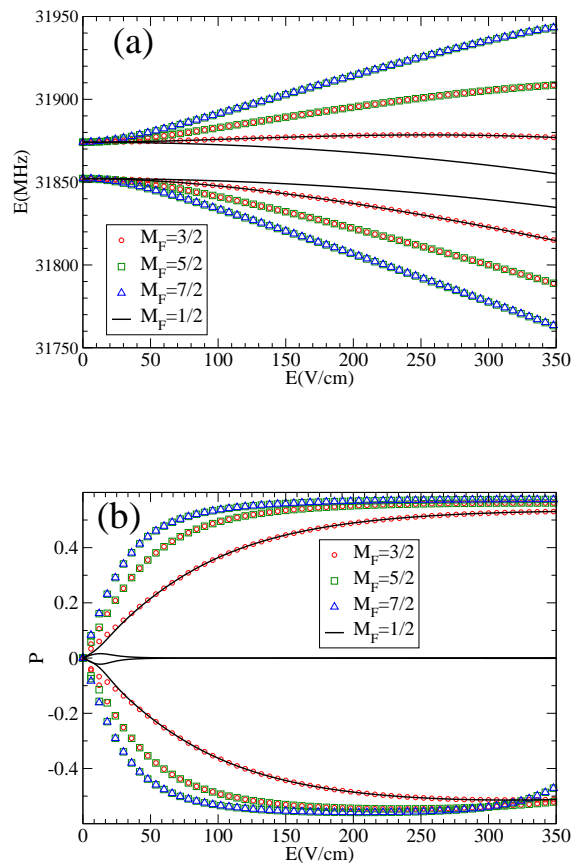 (a)
E(MHz)
31950
31900
31850
31800
31750
M_F=3/2
M_F=5/2
M_F=7/2
M_F=1/2
0 50 100 150 200 250 300 350
E(V/cm)
(b)
P
0.4
0.2
0
-0.2
-0.4
M_F=3/2
M_F=5/2
M_F=7/2
M_F=1/2
0 50 100 150 200 250 300 350
E(V/cm)